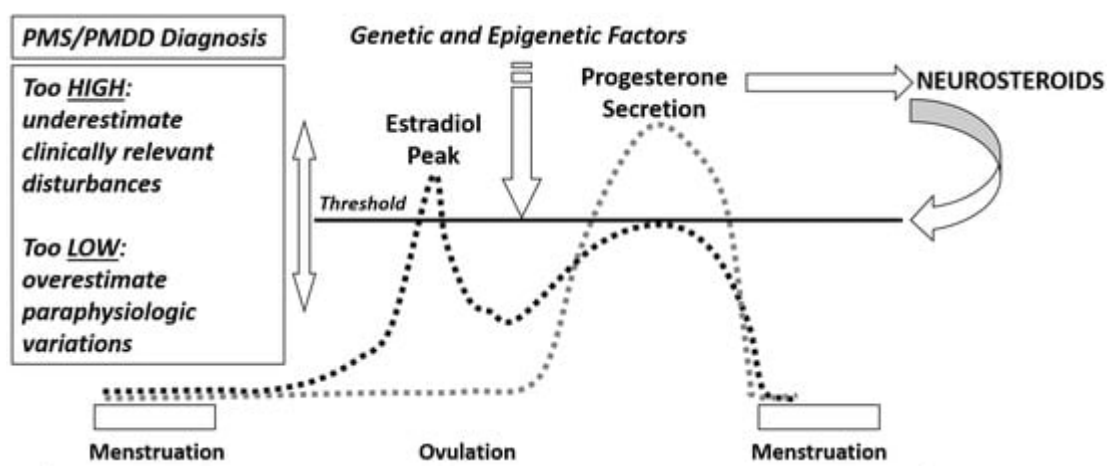 PMS/PMDD Diagnosis
Too HIGH:
underestimate
clinically relevant
disturbances
Too LOW:
overestimate
paraphysiologic
variations
Genetic and Epigenetic Factors
Estradiol
Peak
Progesterone
Secretion
NEUROSTEROIDS
Threshold
Menstruation
Ovulation
Menstruation